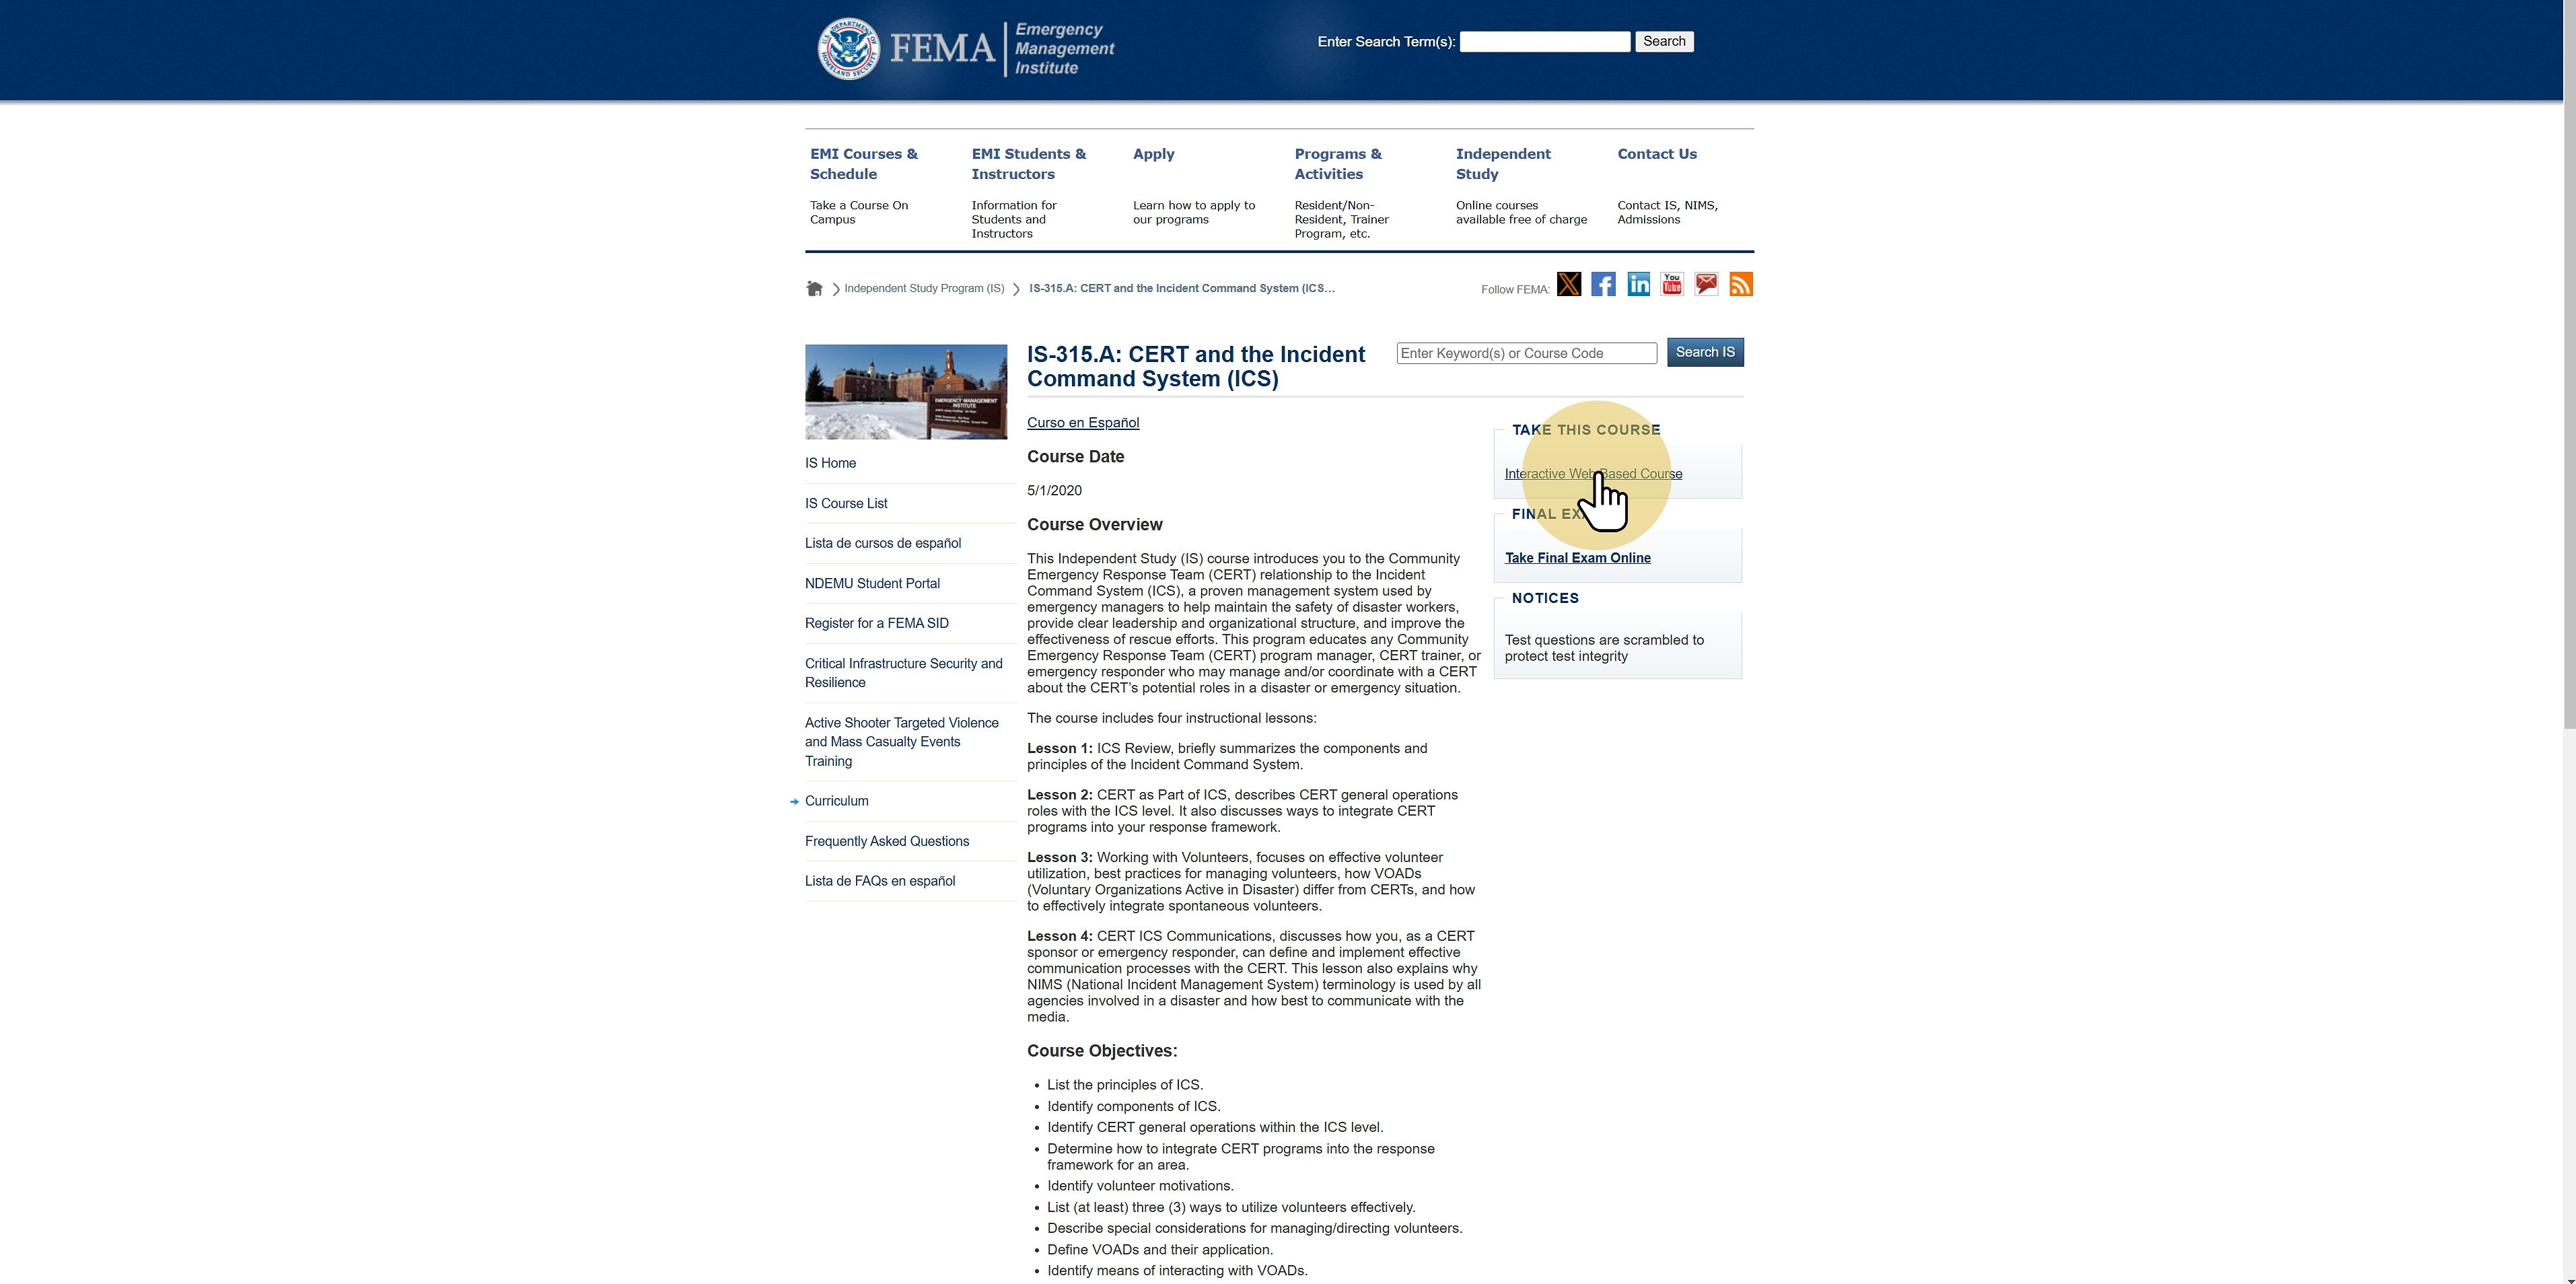 FEMA
Emergency
Management
Institute
Enter Search Term(s):
Search
EMI Courses &
Schedule
Take a Course On
Campus
EMI Students &
Instructors
Information for
Students and
Instructors
Apply
Learn how to apply to
our programs
Programs &
Activities
Resident/Non-
Resident, Trainer
Program, etc.
Independent
Study
Online courses
available free of charge
Contact Us
Contact IS, NIMS,
Admissions
Independent Study Program (IS)
IS-315.A: CERT and the Incident Command System (ICS...
Follow FEMA:
You
Tube
EMERGENCY MANAGEMENT
INSTITUTE
IS Home
IS Course List
Lista de cursos de español
NDEMU Student Portal
Register for a FEMA SID
Critical Infrastructure Security and
Resilience
Active Shooter Targeted Violence
and Mass Casualty Events
Training
Curriculum
Frequently Asked Questions
Lista de FAQs en español
IS-315.A: CERT and the Incident
Command System (ICS)
Enter Keyword(s) or Course Code
Search IS
Curso en Español
Course Date
5/1/2020
Course Overview
This Independent Study (IS) course introduces you to the Community
Emergency Response Team (CERT) relationship to the Incident
Command System (ICS), a proven management system used by
emergency managers to help maintain the safety of disaster workers,
provide clear leadership and organizational structure, and improve the
effectiveness of rescue efforts. This program educates any Community
Emergency Response Team (CERT) program manager, CERT trainer, or
emergency responder who may manage and/or coordinate with a CERT
about the CERT's potential roles in a disaster or emergency situation.
The course includes four instructional lessons:
Lesson 1: ICS Review, briefly summarizes the components and
principles of the Incident Command System.
Lesson 2: CERT as Part of ICS, describes CERT general operations
roles with the ICS level. It also discusses ways to integrate CERT
programs into your response framework.
Lesson 3: Working with Volunteers, focuses on effective volunteer
utilization, best practices for managing volunteers, how VOADs
(Voluntary Organizations Active in Disaster) differ from CERTs, and how
to effectively integrate spontaneous volunteers.
Lesson 4: CERT ICS Communications, discusses how you, as a CERT
sponsor or emergency responder, can define and implement effective
communication processes with the CERT. This lesson also explains why
NIMS (National Incident Management System) terminology is used by all
agencies involved in a disaster and how best to communicate with the
media.
Course Objectives:
• List the principles of ICS.
• Identify components of ICS.
• Identify CERT general operations within the ICS level.
• Determine how to integrate CERT programs into the response
framework for an area.
• Identify volunteer motivations.
• List (at least) three (3) ways to utilize volunteers effectively.
• Describe special considerations for managing/directing volunteers.
• Define VOADs and their application.
• Identify means of interacting with VOADs.
TAKE THIS COURSE
Interactive Web Based Course
FINAL EX
Take Final Exam Online
NOTICES
Test questions are scrambled to
protect test integrity